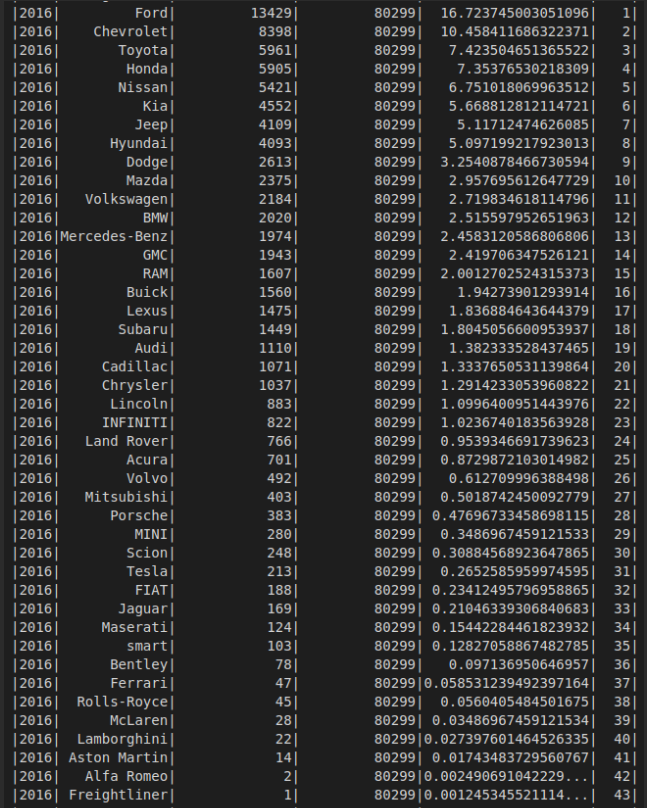 |2016| Ford| 13429| 80299| 16.723745003051096| 1|
|2016| Chevrolet| 8398| 80299| 10.458411686322371| 2|
|2016| Toyota| 5961| 80299| 7.423504651365522| 3|
|2016| Honda| 5905| 80299| 7.35376530218309| 4|
|2016| Nissan| 5421| 80299| 6.751018069963512| 5|
|2016| Kia| 4552| 80299| 5.668812812114721| 6|
|2016| Jeep| 4109| 80299| 5.11712474626085| 7|
|2016| Hyundai| 4093| 80299| 5.097199217923013| 8|
|2016| Dodge| 2613| 80299| 3.2540878466730594| 9|
|2016| Mazda| 2375| 80299| 2.957695612647729| 10|
|2016| Volkswagen| 2184| 80299| 2.719834618114796| 11|
|2016| BMW| 2020| 80299| 2.515597952651963| 12|
|2016|Mercedes-Benz| 1974| 80299| 2.4583120586806806| 13|
|2016| GMC| 1943| 80299| 2.419706347526121| 14|
|2016| RAM| 1607| 80299| 2.0012702524315373| 15|
|2016| Buick| 1560| 80299| 1.94273901293914| 16|
|2016| Lexus| 1475| 80299| 1.836884643644379| 17|
|2016| Subaru| 1449| 80299| 1.8045056600953937| 18|
|2016| Audi| 1110| 80299| 1.382333528437465| 19|
|2016| Cadillac| 1071| 80299| 1.3337650531139864| 20|
|2016| Chrysler| 1037| 80299| 1.2914233053960822| 21|
|2016| Lincoln| 883| 80299| 1.0996400951443976| 22|
|2016| INFINITI| 822| 80299| 1.0236740183563928| 23|
|2016| Land Rover| 766| 80299| 0.9539346691739623| 24|
|2016| Acura| 701| 80299| 0.8729872103014982| 25|
|2016| Volvo| 492| 80299| 0.612709996388498| 26|
|2016| Mitsubishi| 403| 80299| 0.5018742450092779| 27|
|2016| Porsche| 383| 80299| 0.47696733458698115| 28|
|2016| MINI| 280| 80299| 0.3486967459121533| 29|
|2016| Scion| 248| 80299| 0.30884568923647865| 30|
|2016| Tesla| 213| 80299| 0.2652585959974595| 31|
|2016| FIAT| 188| 80299| 0.23412495796958865| 32|
|2016| Jaguar| 169| 80299| 0.21046339306840683| 33|
|2016| Maserati| 124| 80299| 0.15442284461823932| 34|
|2016| smart| 103| 80299| 0.12827058867482785| 35|
|2016| Bentley| 78| 80299| 0.097136950646957| 36|
|2016| Ferrari| 47| 80299|0.058531239492397164| 37|
|2016| Rolls-Royce| 45| 80299| 0.0560405484501675| 38|
|2016| McLaren| 28| 80299| 0.03486967459121534| 39|
|2016| Lamborghini| 22| 80299|0.027397601464526335| 40|
|2016| Aston Martin| 14| 80299| 0.01743483729560767| 41|
|2016| Alfa Romeo| 2| 80299|0.002490691042229...| 42|
|2016| Freightliner| 1| 80299|0.001245345521114...| 43|